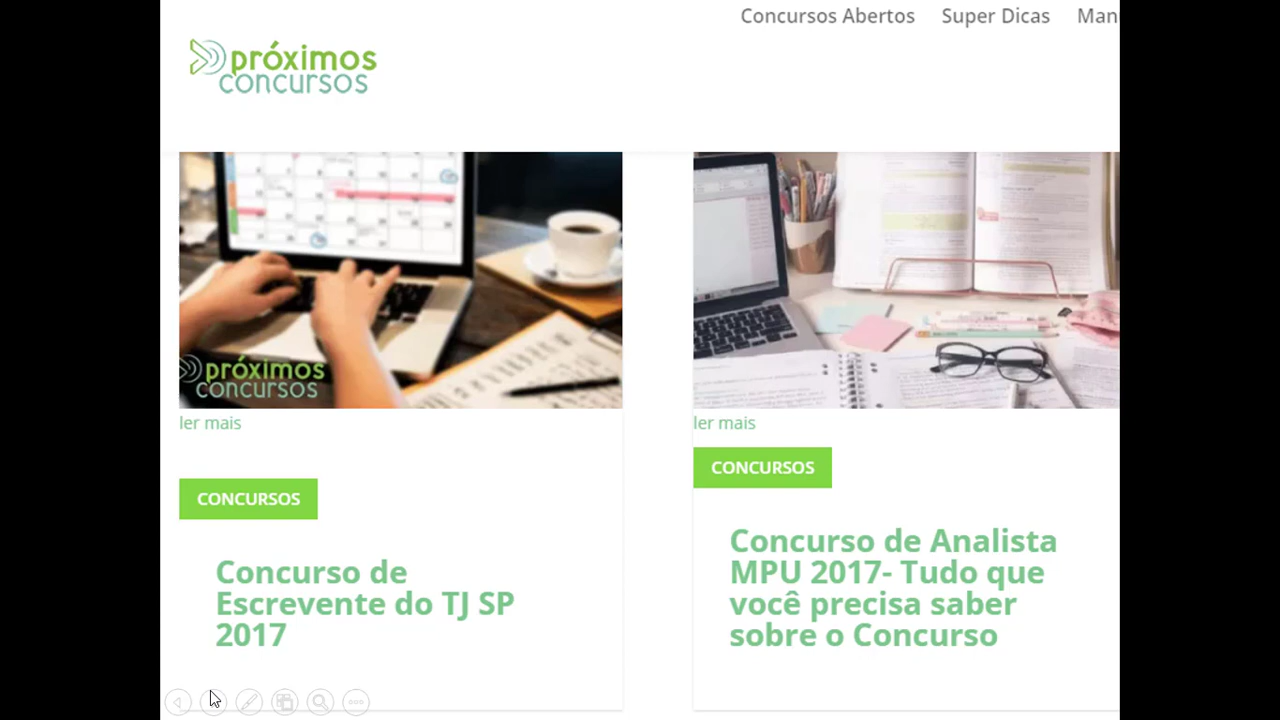 Concursos Abertos Super Dicas Man
próximos
concursos
próximos
concursos
ler mais
CONCURSOS
Concurso de
Escrevente do TJ SP
2017
ler mais
CONCURSOS
Concurso de Analista
MPU 2017- Tudo que
você precisa saber
sobre o Concurso